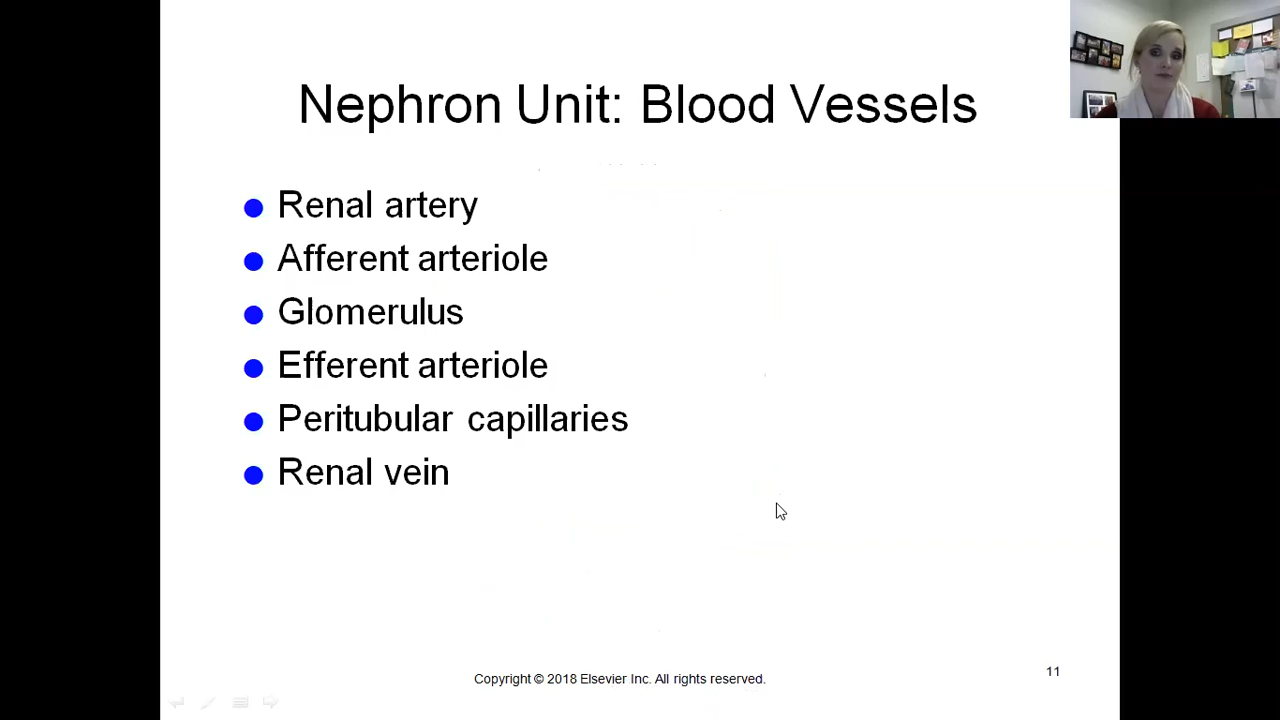 Nephron Unit: Blood Vessels
Renal artery
Afferent arteriole
Glomerulus
Efferent arteriole
Peritubular capillaries
Renal vein
Copyright © 2018 Elsevier Inc. All rights reserved.
11